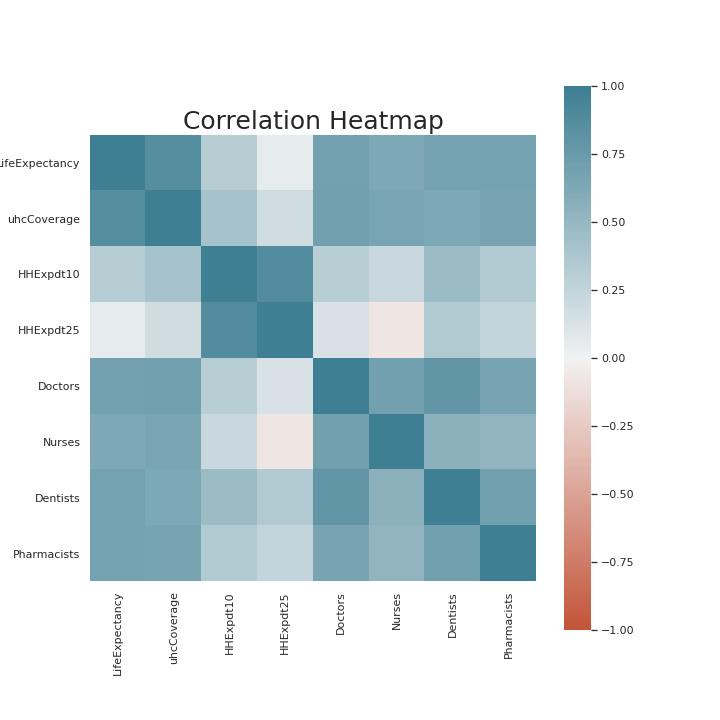 Correlation Heatmap
LifeExpectancy
uhcCoverage
HHExpdt10
HHExpdt25
Doctors
Nurses
Dentists
Pharmacists
LifeExpectancy
uhcCoverage
HHExpdt10
HHExpdt25
Doctors
Nurses
Dentists
Pharmacists
1.00
0.75
0.50
0.25
0.00
−0.25
−0.50
−0.75
−1.00